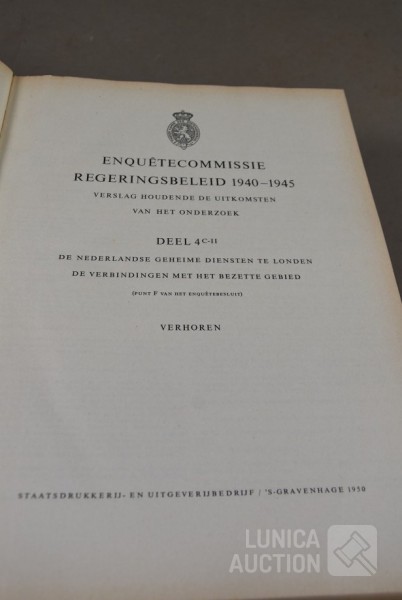 ENQUÊTECOMMISSIE
REGERINGSBELEID 1940-1945
VERSLAG HOUDENDE DE UITKOMSTEN
VAN HET ONDERZOEK
DEEL 4C-II
DE NEDERLANDSE GEHEIME DIENSTEN TE LONDEN
DE VERBINDINGEN MET HET BEZETTE GEBIED
(PUNT F VAN HET ENQUÊTEBESLUIT)
VERHOREN
STAATSDRUKKERIJ- EN UITGEVERIJBEDRIJF / 'S-GRAVENHAGE 1950
LUNICA
AUCTION